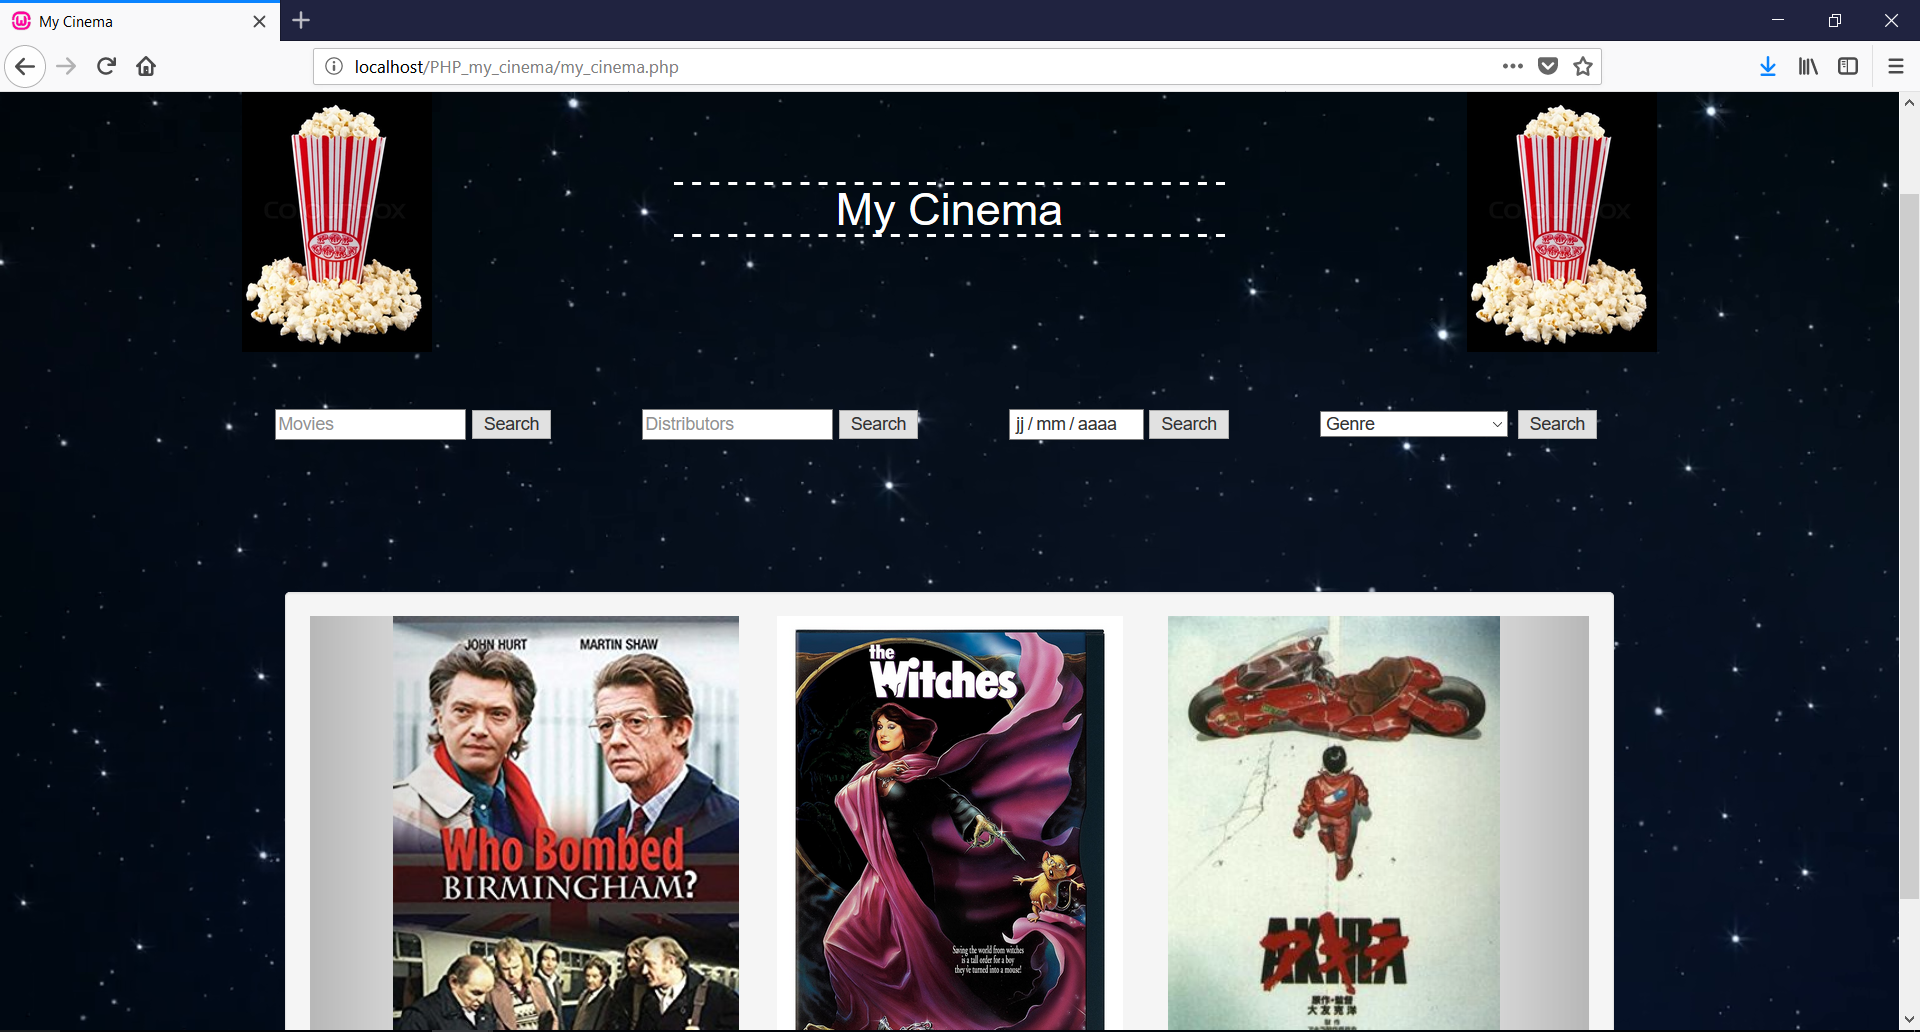 My Cinema
localhost/PHP_my_cinema/my_cinema.php
My Cinema
POP
CORN
POP
CORN
Movies
Search
Distributors
Search
jj / mm / aaaa
Search
Genre
Search
JOHN HURT MARTIN SHAW
Who Bombed
BIRMINGHAM?
the
Witches
Saving the world from witches
is a tall order for a boy
they've turned into a mouse!
AKIRA
アキラ
原作・監督
大友克洋
制作